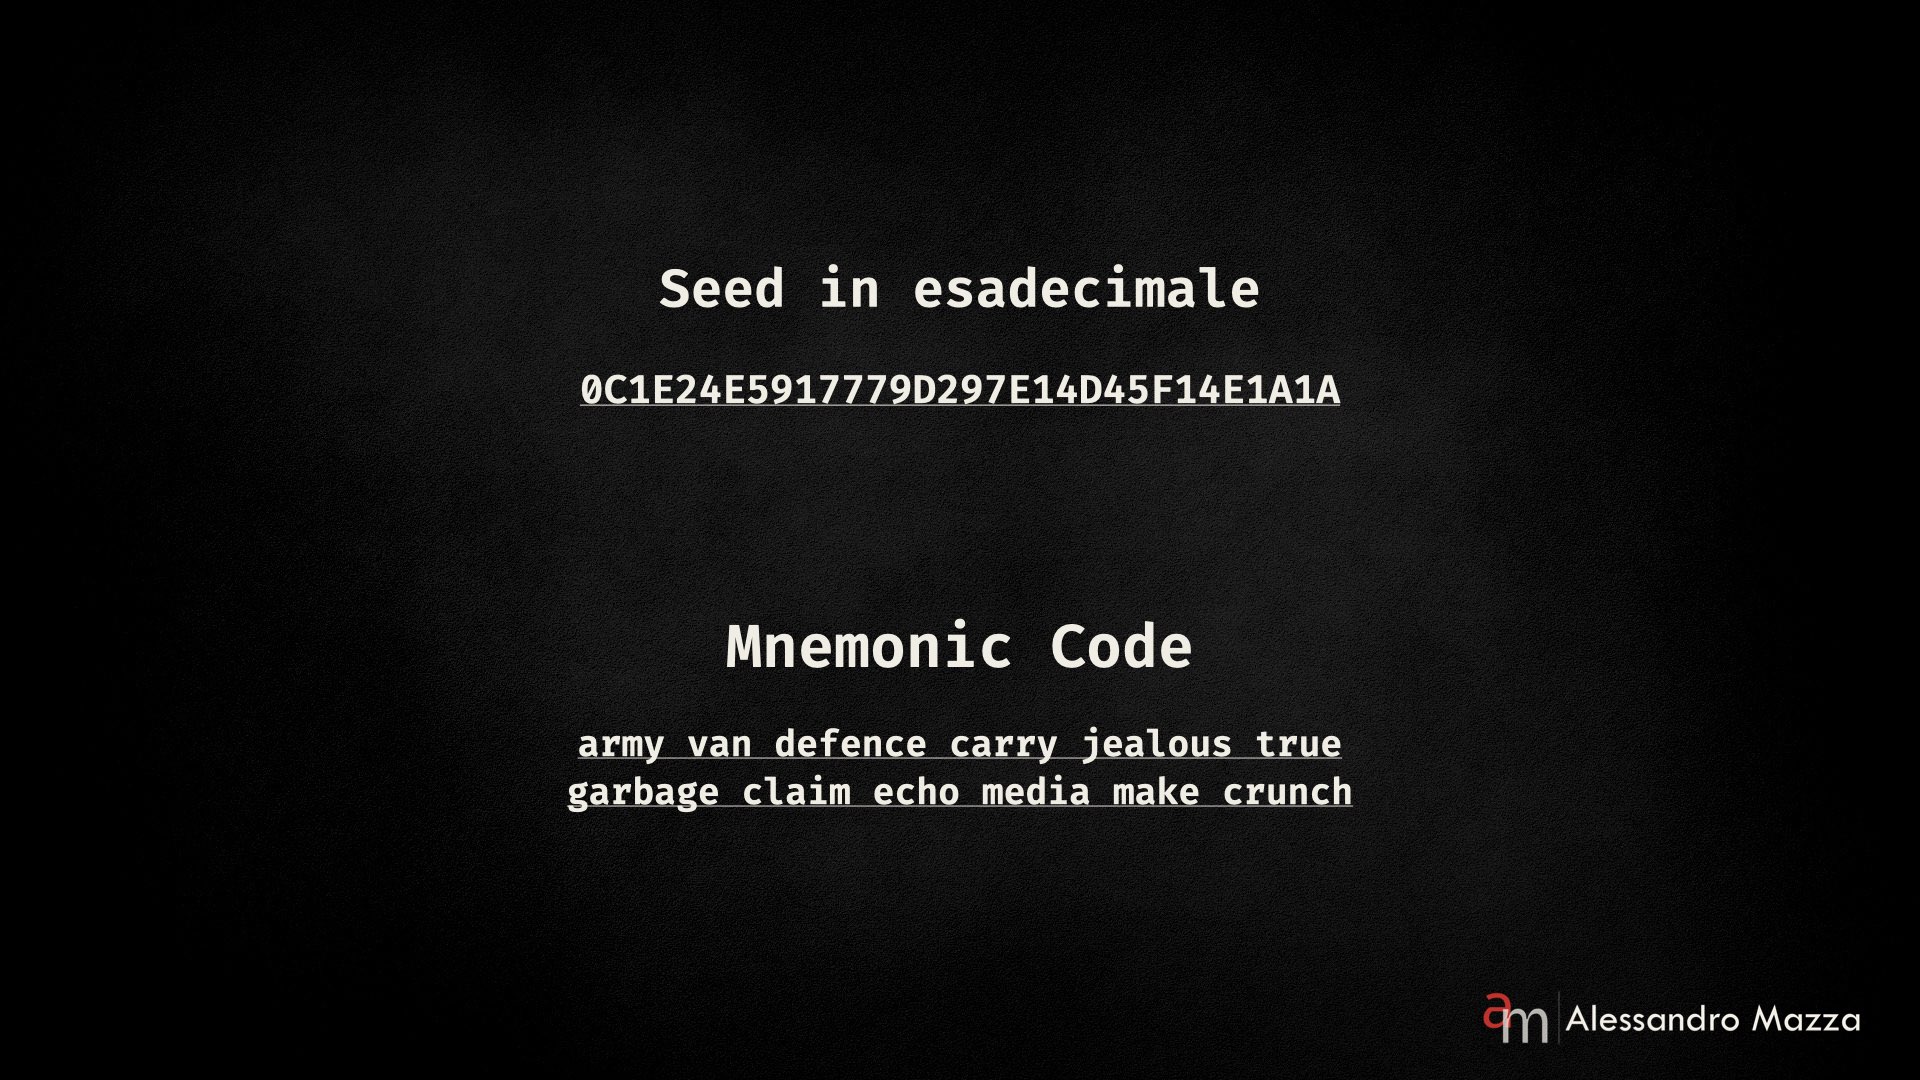 Seed in esadecimale
0C1E24E5917779D297E14D45F14E1A1A
Mnemonic Code
army van defence carry jealous true
garbage claim echo media make crunch
am Alessandro Mazza